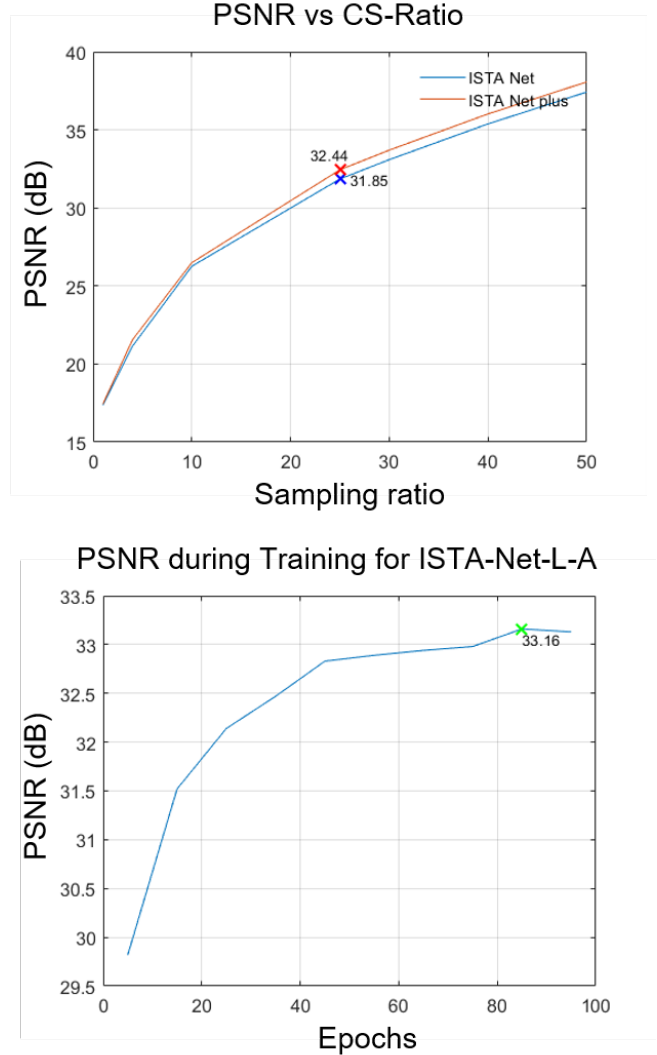 PSNR vs CS-Ratio
40
ISTA Net
ISTA Net plus
35
32.44
31.85
30
PSNR (dB)
25
20
15
0 10 20 30 40 50
Sampling ratio
PSNR during Training for ISTA-Net-L-A
33.5
33.16
33
32.5
32
PSNR (dB)
31.5
31
30.5
30
29.5
0 20 40 60 80 100
Epochs